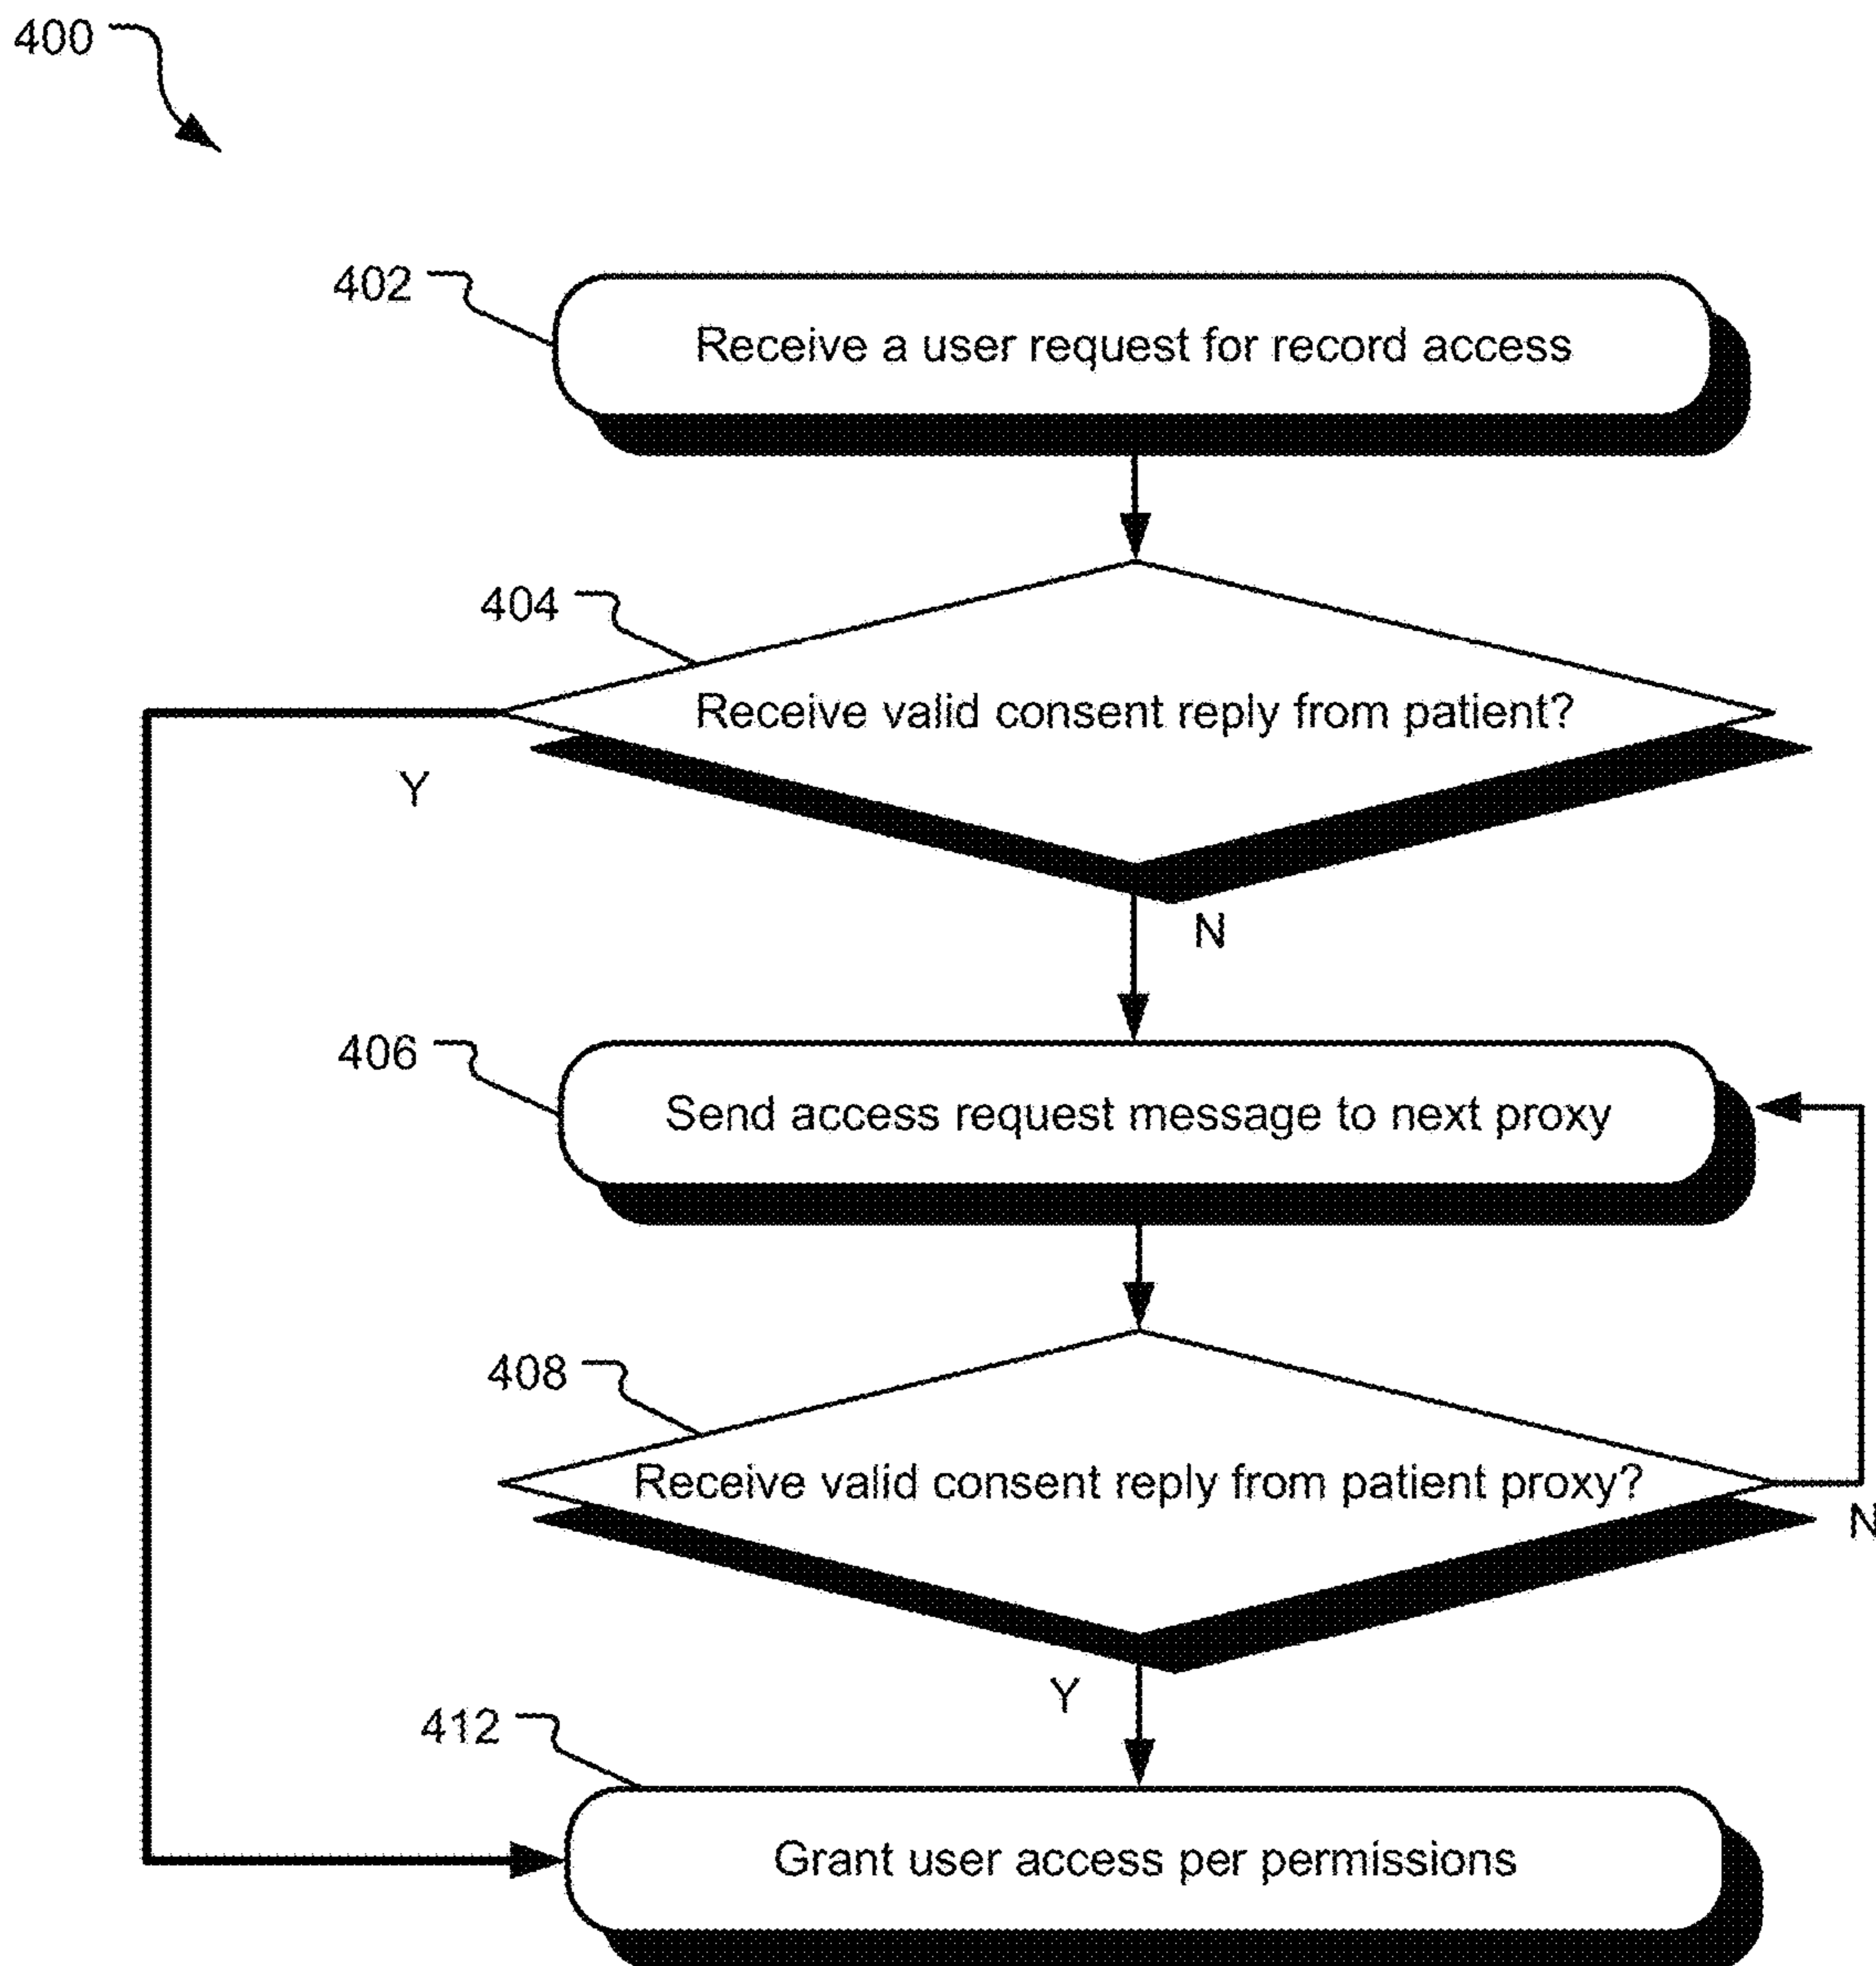 400
402
Receive a user request for record access
404
Receive valid consent reply from patient?
Y
N
406
Send access request message to next proxy
408
Receive valid consent reply from patient proxy?
N
Y
412
Grant user access per permissions